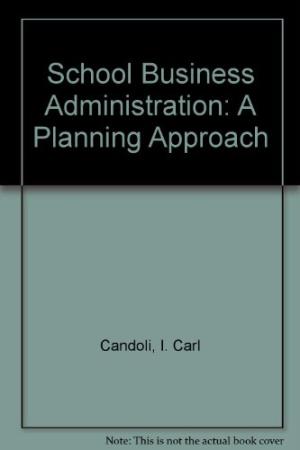 School Business
Administration: A
Planning Approach
Candoli, I. Carl
Note: This is not the actual book cover